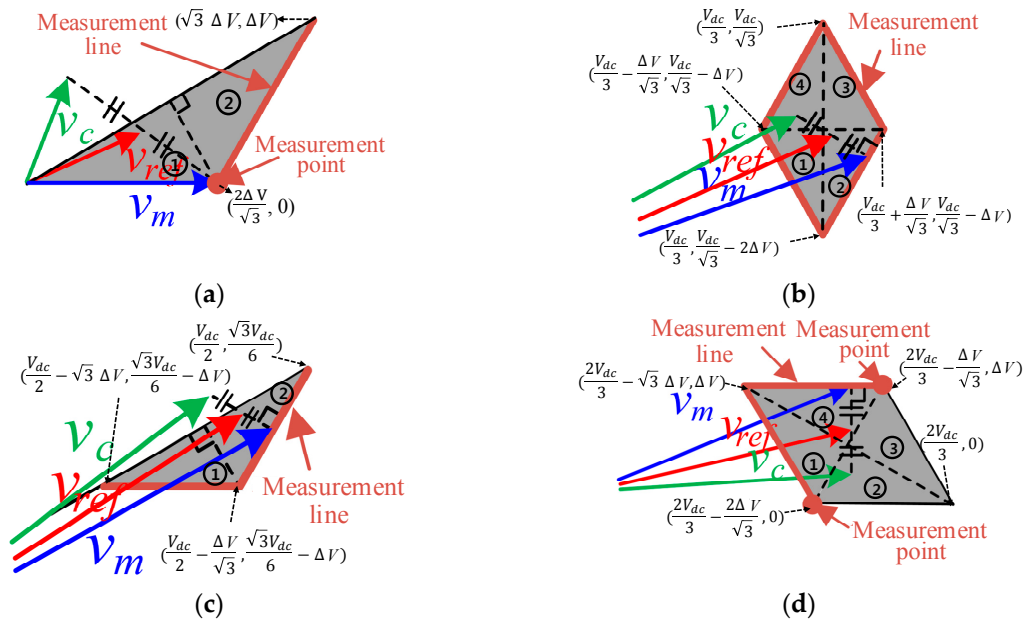 Measurement
line
(√3 ΔV, ΔV)
②
v_c
v_ref
①
Measurement
point
v_m
(2ΔV/√3, 0)
(a)
(V_dc/3, V_dc/√3)
Measurement
line
(V_dc/3 − ΔV/√3, V_dc/√3 − ΔV)
④
③
v_c
v_ref
①
v_m
②
(V_dc/3 + ΔV/√3, V_dc/√3 − ΔV)
(V_dc/3, V_dc/√3 − 2ΔV)
(b)
(V_dc/2, √3V_dc/6)
(V_dc/2 − √3 ΔV, √3V_dc/6 − ΔV)
②
v_c
①
v_ref
Measurement
line
v_m
(V_dc/2 − ΔV/√3, √3V_dc/6 − ΔV)
(c)
Measurement
line
Measurement
point
(2V_dc/3 − ΔV/√3, ΔV)
(2V_dc/3 − √3 ΔV, ΔV)
v_m
④
v_ref
③
(2V_dc/3, 0)
v_c
①
②
(2V_dc/3 − 2ΔV/√3, 0)
Measurement
point
(d)